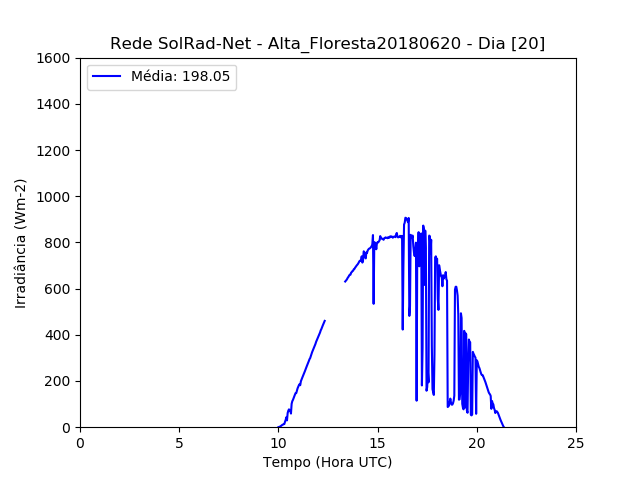 Rede SolRad-Net - Alta_Floresta20180620 - Dia [20]
Média: 198.05
Irradiância (Wm-2)
1600
1400
1200
1000
800
600
400
200
0
0 5 10 15 20 25
Tempo (Hora UTC)